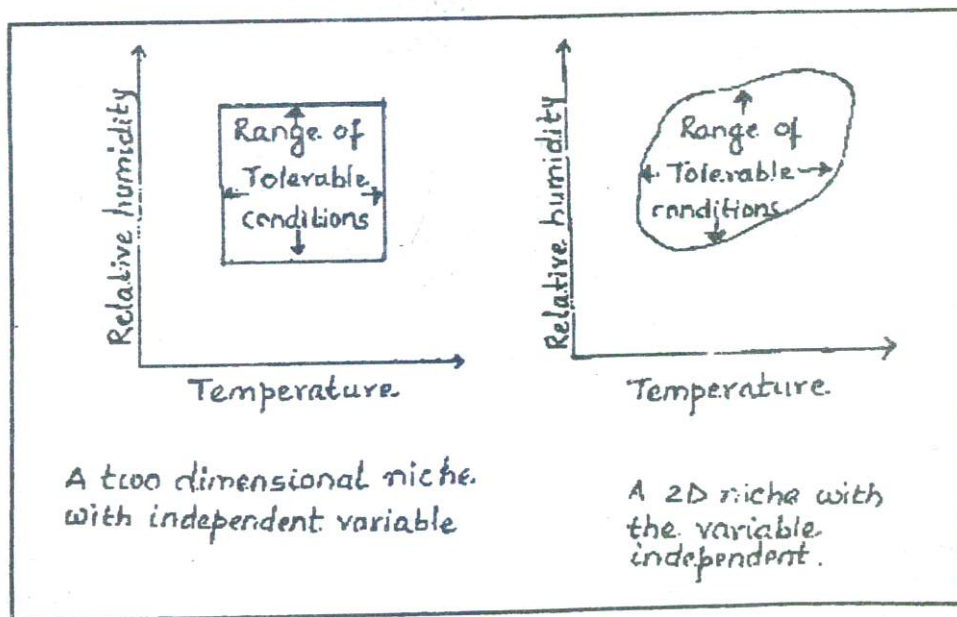 Relative humidity
Range of
Tolerable
conditions
Temperature
A two dimensional niche
with independent variable
Relative humidity
Range of
Tolerable
conditions
Temperature
A 2D niche with
the variable
independent.